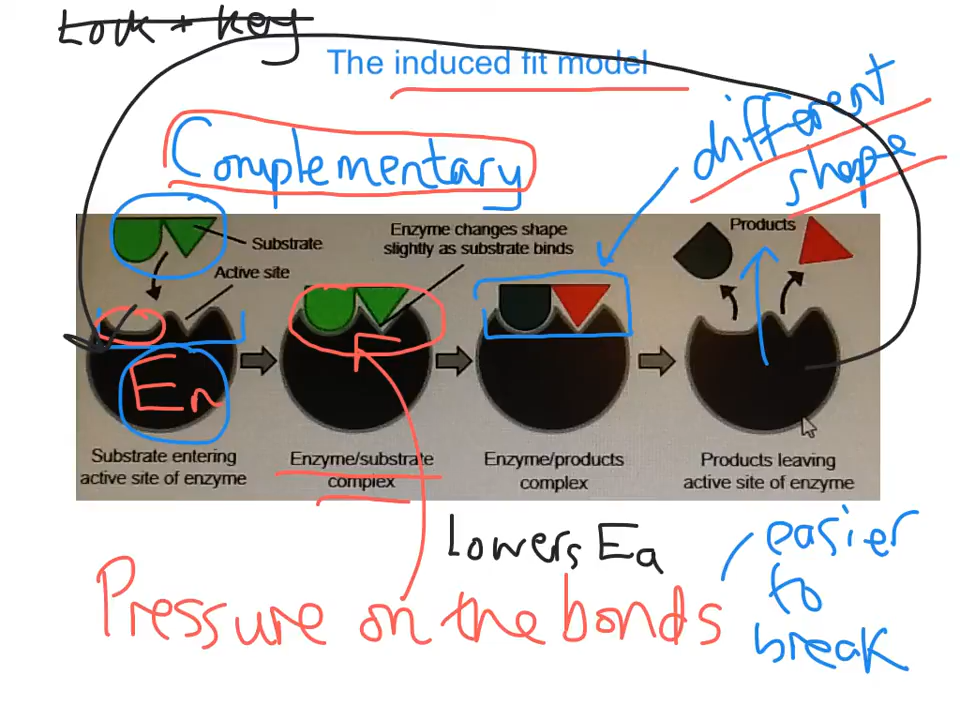 Lock + Key
The induced fit model
Complementary
different
shape
Substrate
Active site
Enzyme changes shape
slightly as substrate binds
Products
En
Substrate entering
active site of enzyme
Enzyme/substrate
complex
Enzyme/products
complex
Products leaving
active site of enzyme
Lowers Ea
Pressure on the bonds
easier
to
break